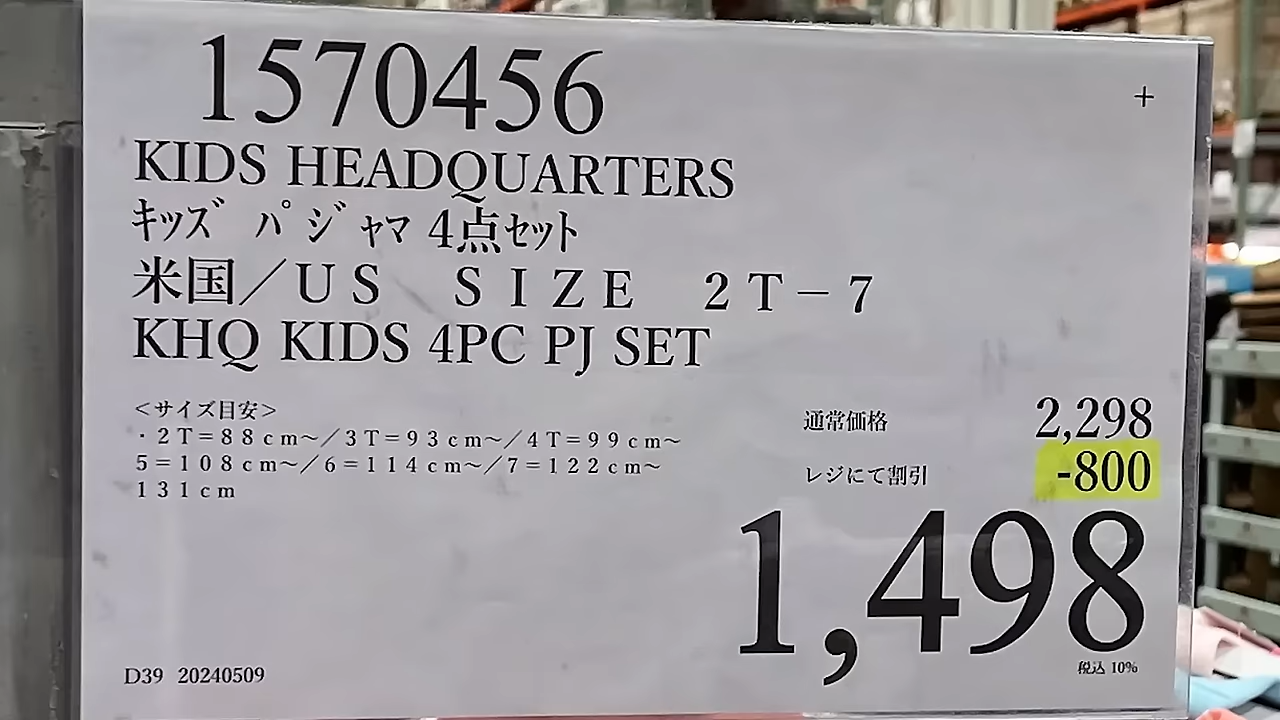 1570456
+
KIDS HEADQUARTERS
ｷｯｽﾞ ﾊﾟｼﾞｬﾏ 4点ｾｯﾄ
米国／ＵＳ　ＳＩＺＥ　２Ｔ－７
KHQ KIDS 4PC PJ SET
＜サイズ目安＞
・２Ｔ＝８８ｃｍ～／３Ｔ＝９３ｃｍ～／４Ｔ＝９９ｃｍ～
５＝１０８ｃｍ～／６＝１１４ｃｍ～／７＝１２２ｃｍ～
１３１ｃｍ
通常価格 2,298
レジにて割引 -800
1,498
税込 10%
D39 20240509